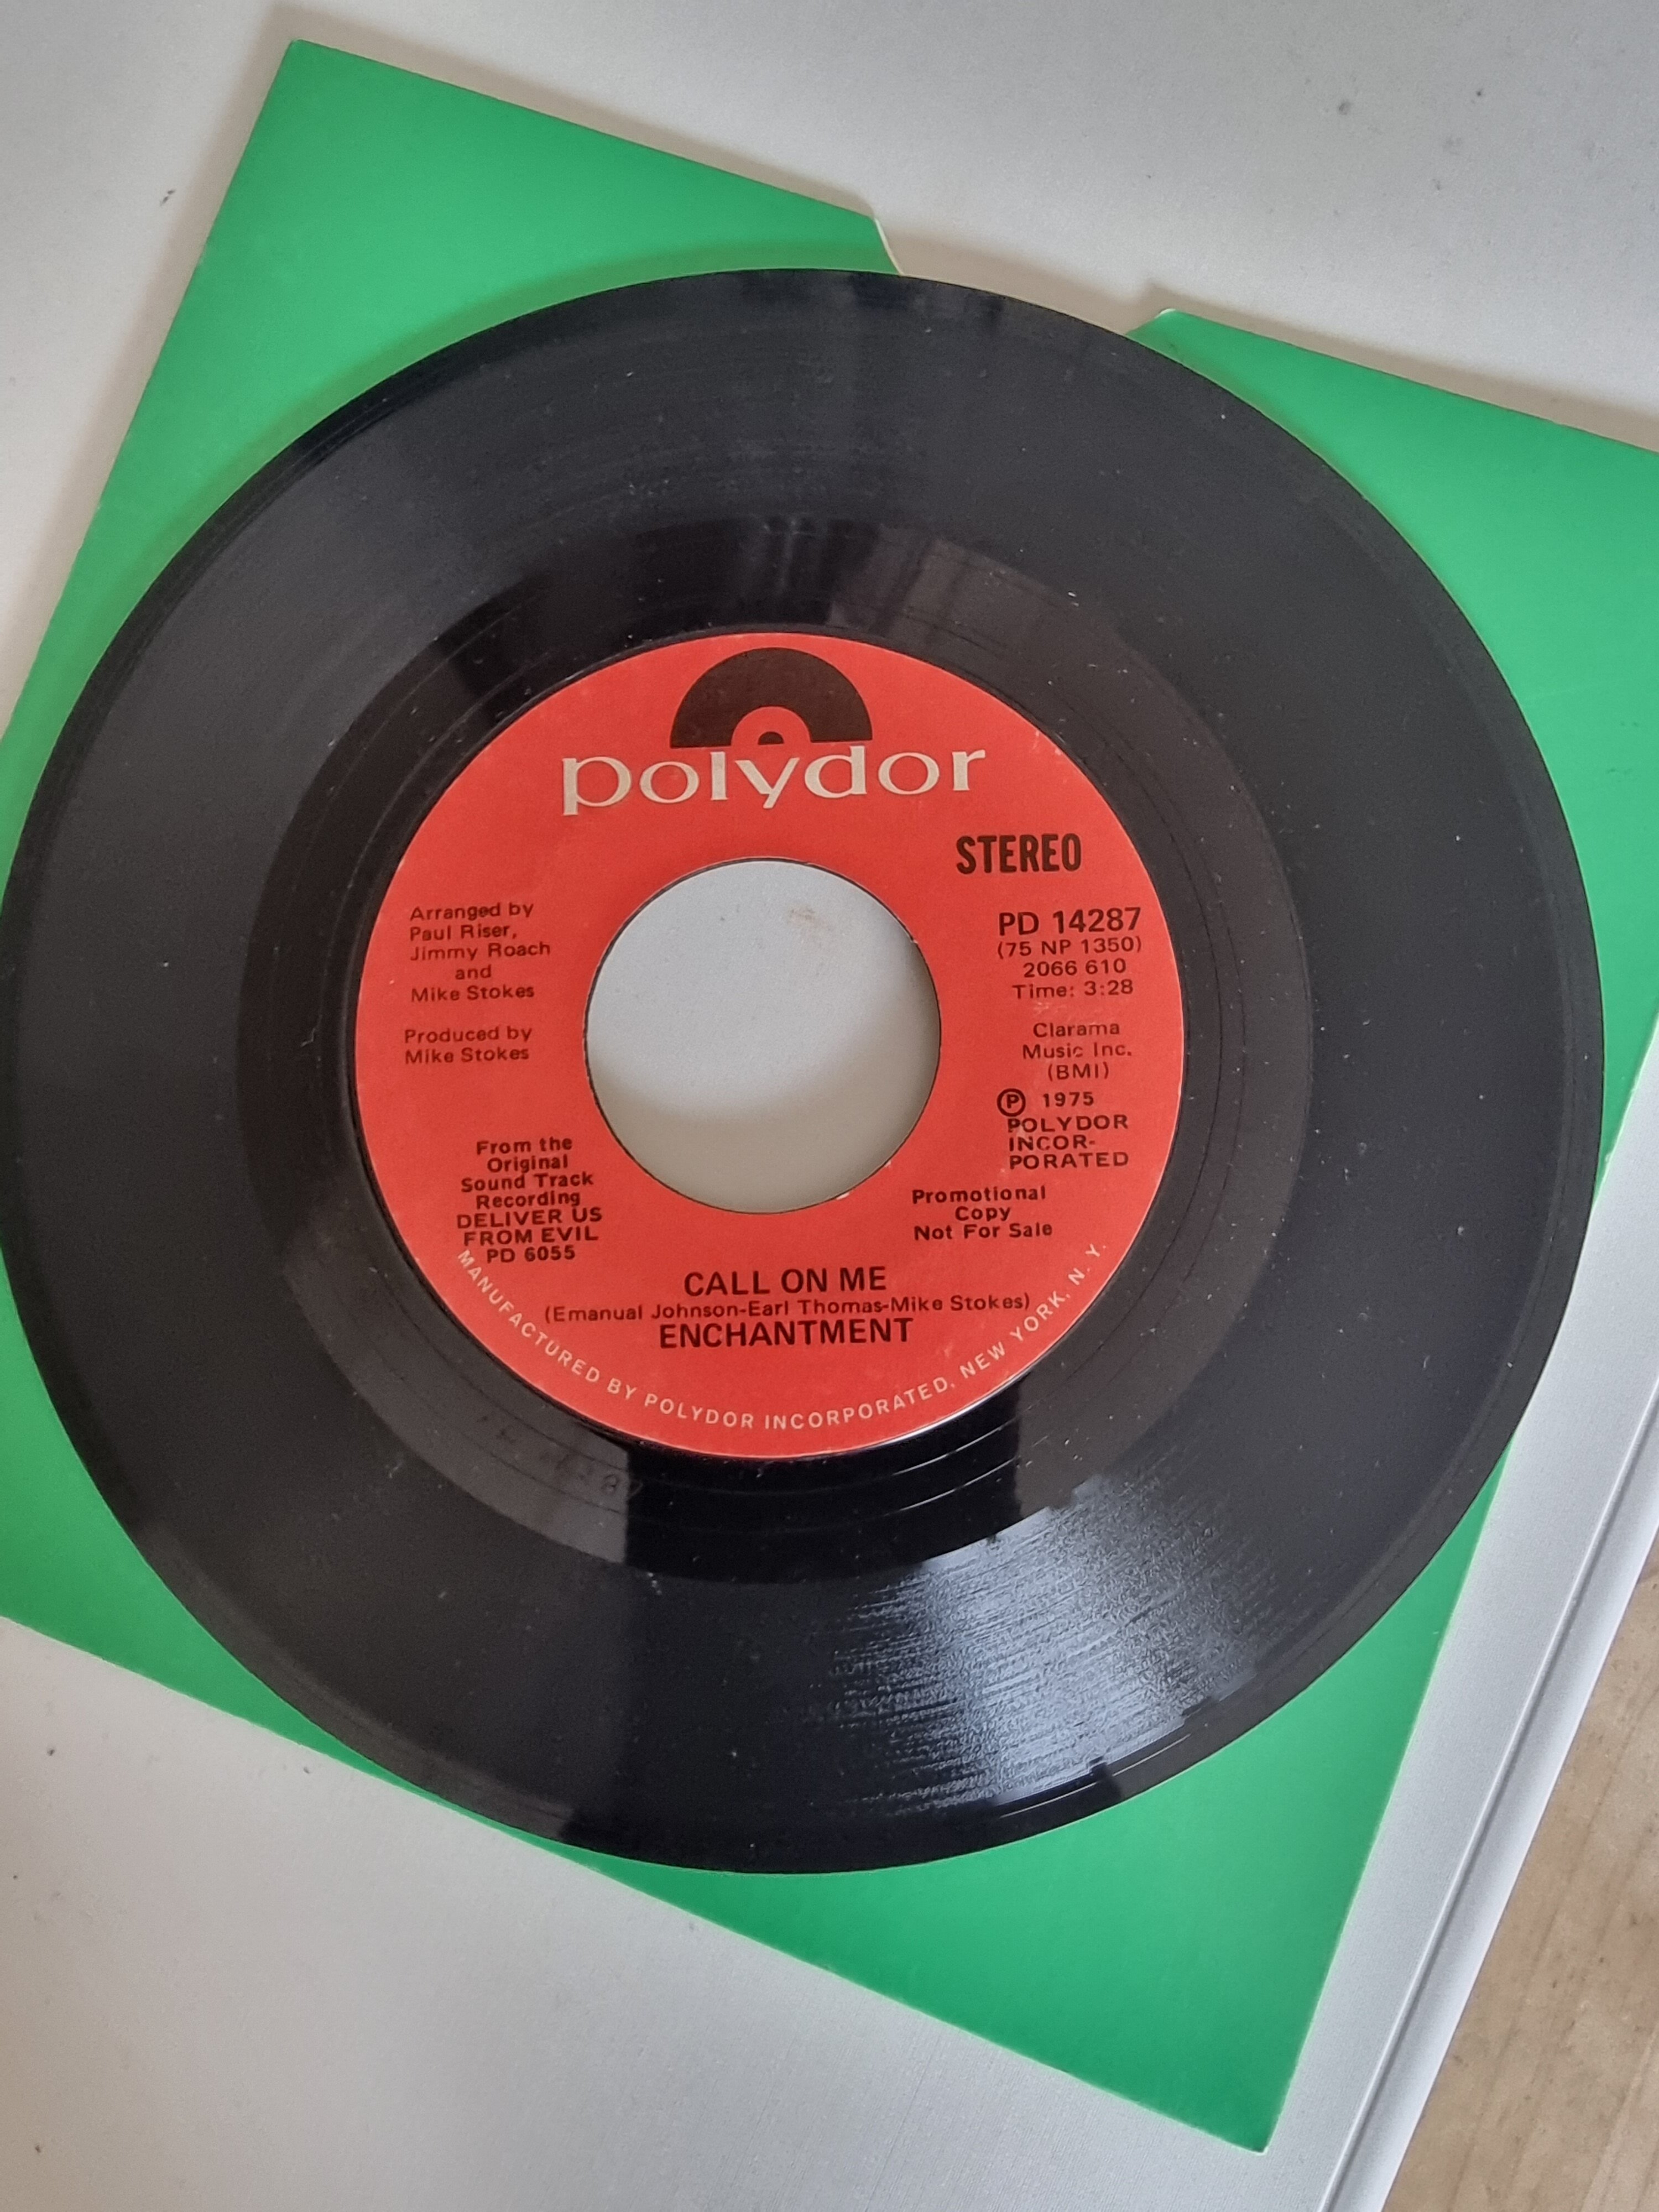 polydor
STEREO
Arranged by
Paul Riser,
Jimmy Roach
and
Mike Stokes
Produced by
Mike Stokes
PD 14287
(75 NP 1350)
2066 610
Time: 3:28
Clarama
Music Inc.
(BMI)
Ⓟ 1975
POLYDOR
INCOR-
PORATED
From the
Original
Sound Track
Recording
DELIVER US
FROM EVIL
PD 6055
Promotional
Copy
Not For Sale
CALL ON ME
(Emanual Johnson-Earl Thomas-Mike Stokes)
ENCHANTMENT
MANUFACTURED BY POLYDOR INCORPORATED, NEW YORK, N. Y.